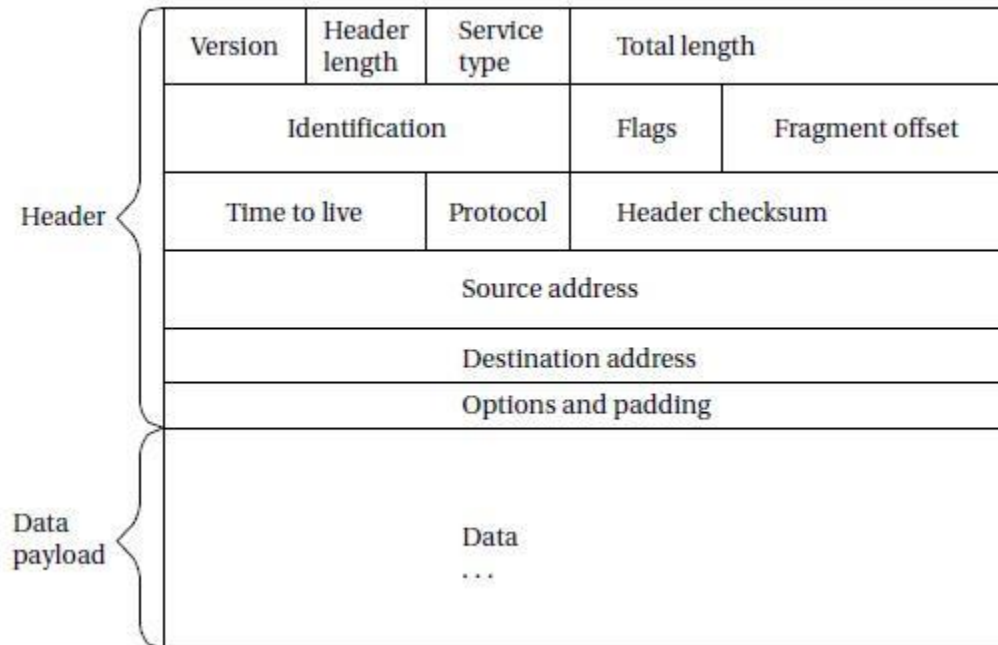 Version
Header
length
Service
type
Total length
Identification
Flags
Fragment offset
Header
Time to live
Protocol
Header checksum
Source address
Destination address
Options and padding
Data
payload
Data
...